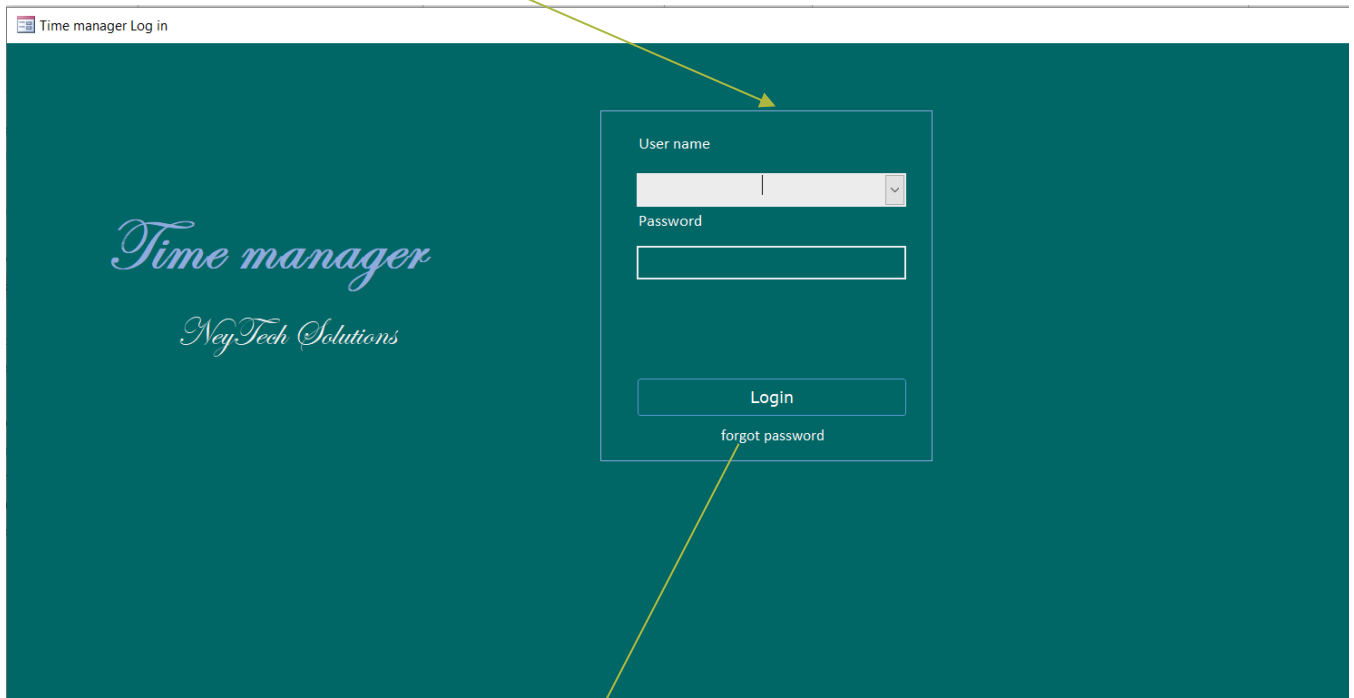 Time manager Log in
User name
Password
Time manager
NeyTech Solutions
Login
forgot password